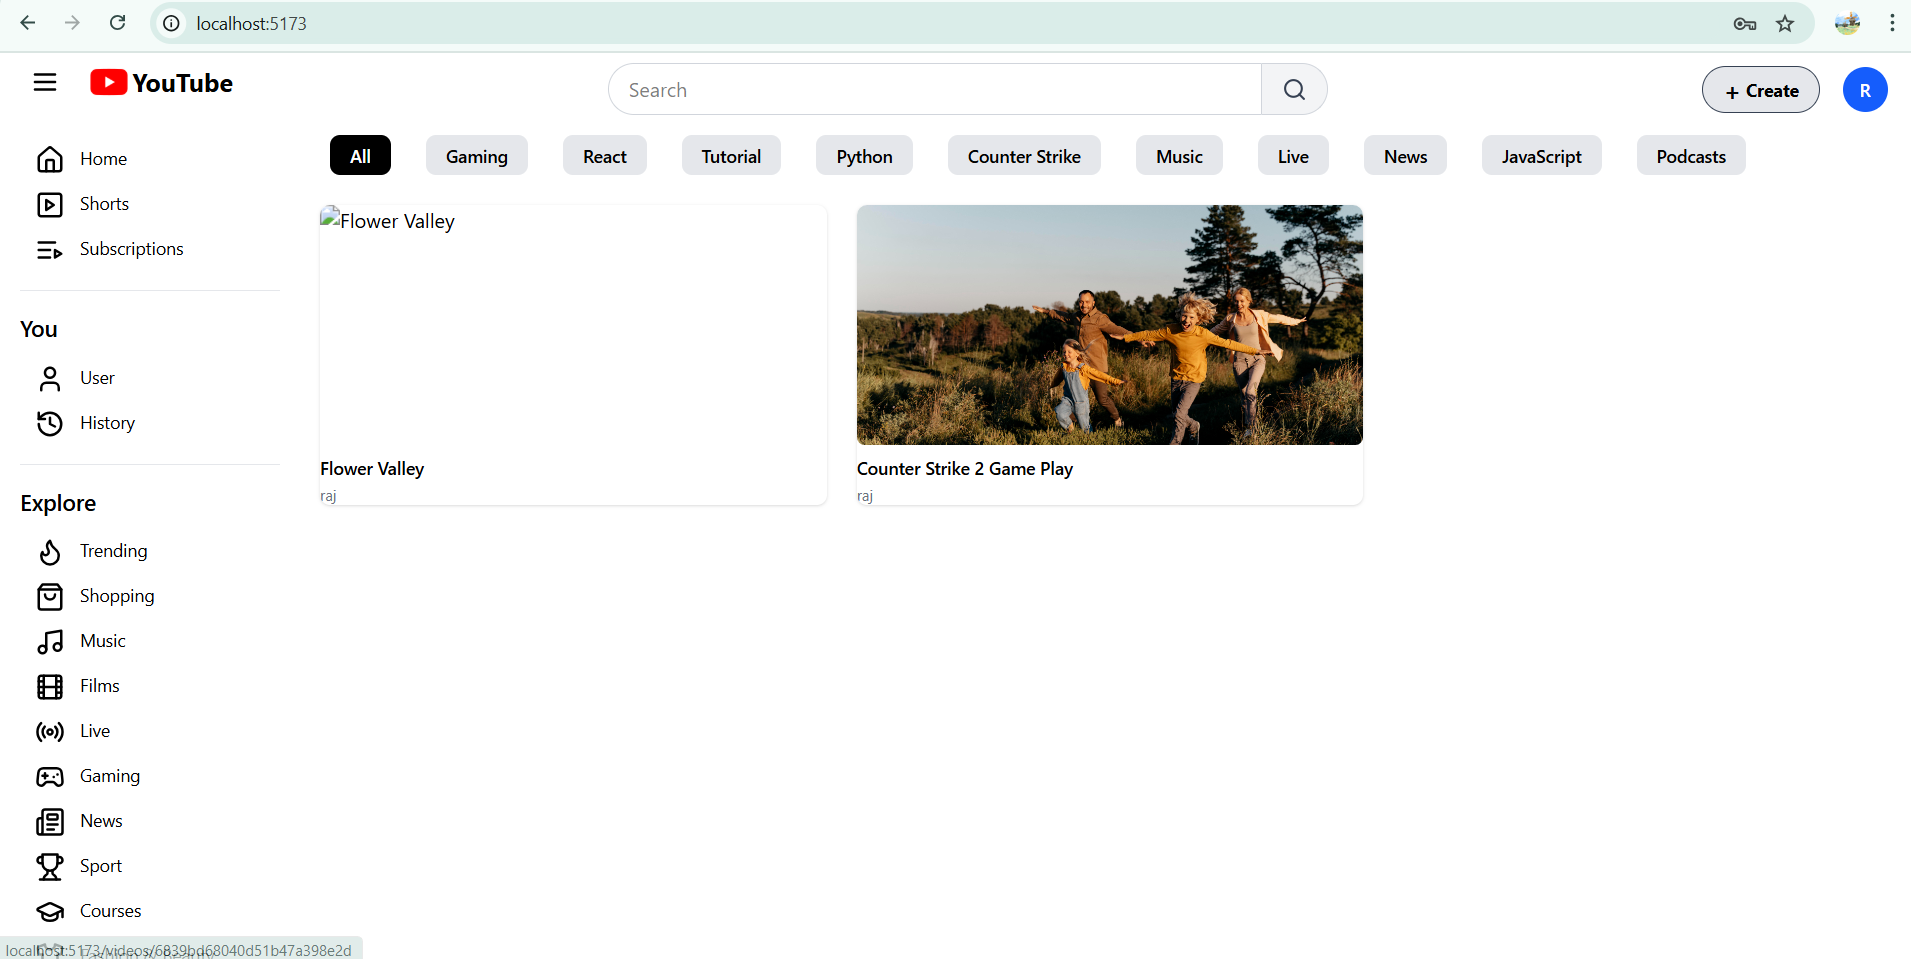 localhost:5173
YouTube
Search
+ Create
R
Home
Shorts
Subscriptions
You
User
History
Explore
Trending
Shopping
Music
Films
Live
Gaming
News
Sport
Courses
All
Gaming
React
Tutorial
Python
Counter Strike
Music
Live
News
JavaScript
Podcasts
Flower Valley
Flower Valley
raj
Counter Strike 2 Game Play
raj
localhost:5173/videos/6839bd68040d51b47a398e2d